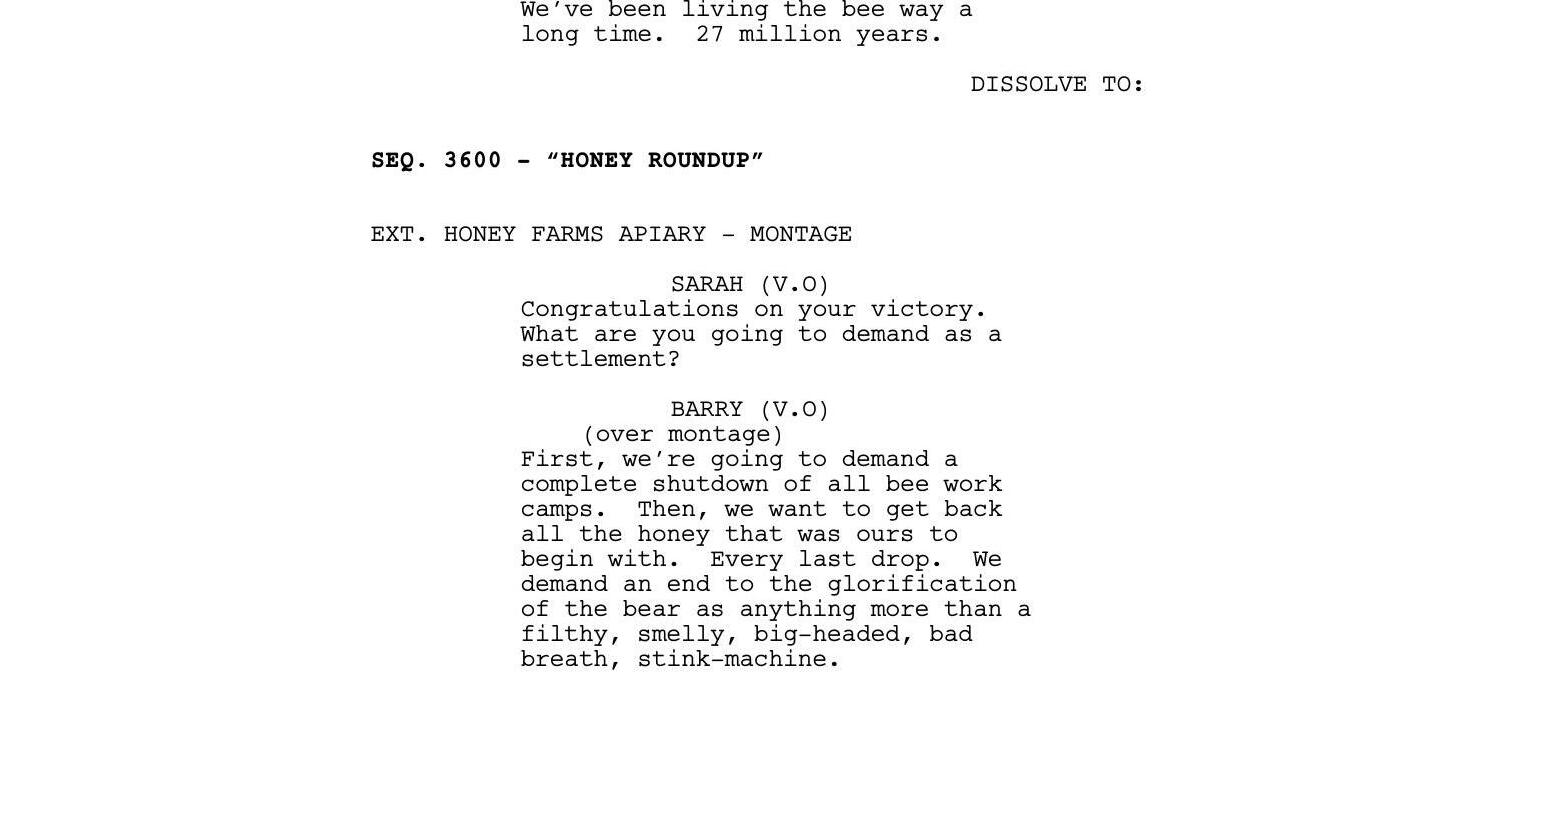 We’ve been living the bee way a
long time.  27 million years.
DISSOLVE TO:
SEQ. 3600 – “HONEY ROUNDUP”
EXT. HONEY FARMS APIARY – MONTAGE
SARAH (V.O)
Congratulations on your victory.
What are you going to demand as a
settlement?
BARRY (V.O)
(over montage)
First, we’re going to demand a
complete shutdown of all bee work
camps.  Then, we want to get back
all the honey that was ours to
begin with.  Every last drop.  We
demand an end to the glorification
of the bear as anything more than a
filthy, smelly, big-headed, bad
breath, stink-machine.